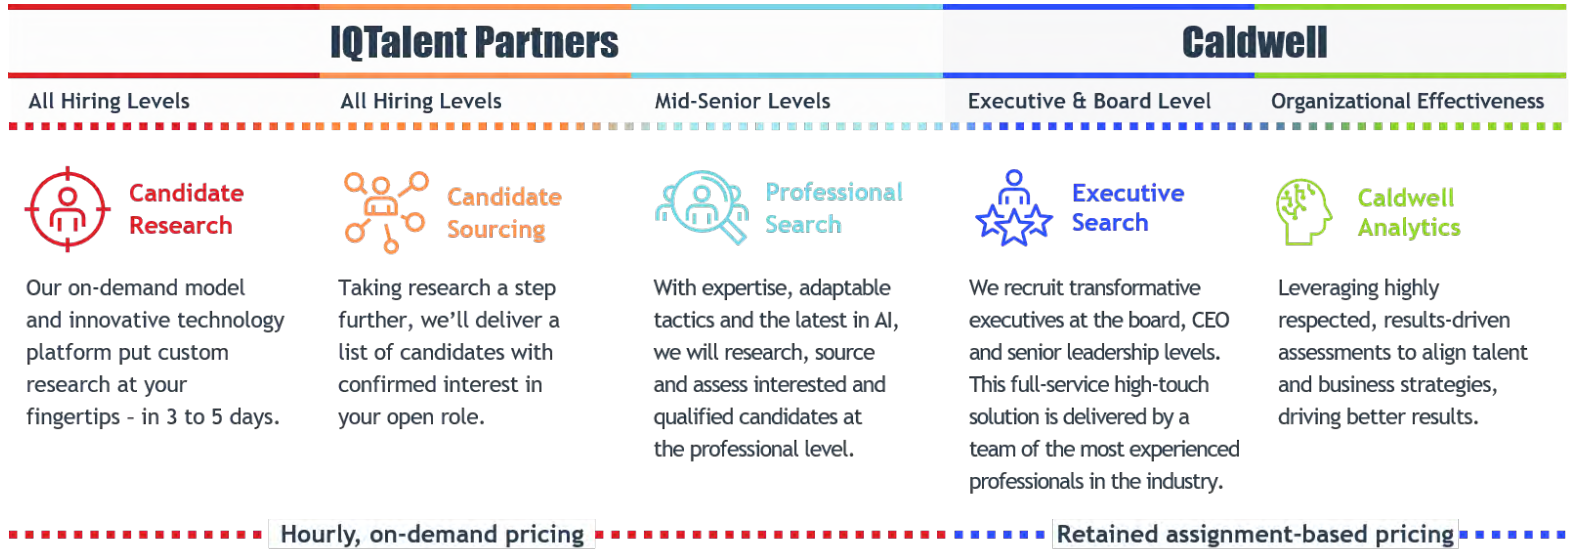 IQTalent Partners
Caldwell
All Hiring Levels
All Hiring Levels
Mid-Senior Levels
Executive & Board Level
Organizational Effectiveness
Candidate
Research
Our on-demand model
and innovative technology
platform put custom
research at your
fingertips – in 3 to 5 days.
Candidate
Sourcing
Taking research a step
further, we’ll deliver a
list of candidates with
confirmed interest in
your open role.
Professional
Search
With expertise, adaptable
tactics and the latest in AI,
we will research, source
and assess interested and
qualified candidates at
the professional level.
Executive
Search
We recruit transformative
executives at the board, CEO
and senior leadership levels.
This full-service high-touch
solution is delivered by a
team of the most experienced
professionals in the industry.
Caldwell
Analytics
Leveraging highly
respected, results-driven
assessments to align talent
and business strategies,
driving better results.
Hourly, on-demand pricing
Retained assignment-based pricing